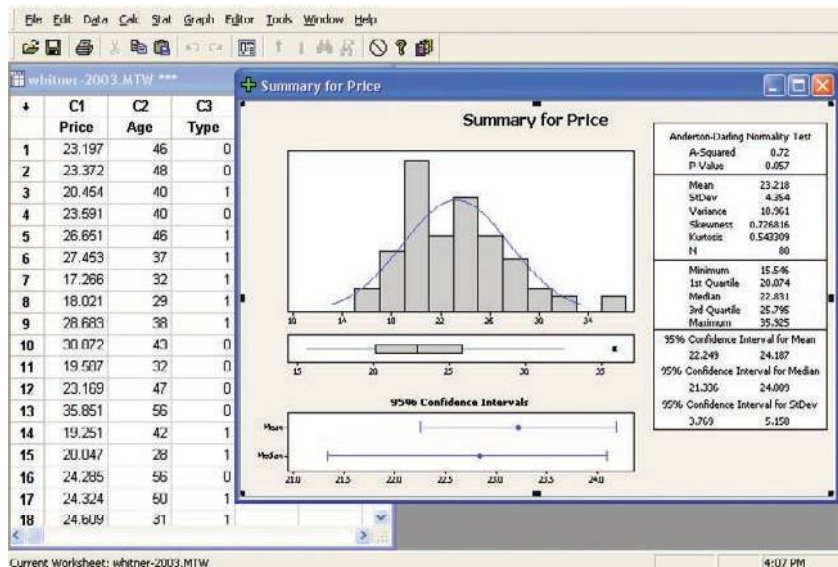 File Edit Data Calc Stat Graph Editor Tools Window Help
whitner-2003.MTW ***
C1 C2 C3
Price Age Type
1 23.197 46 0
2 23.372 48 0
3 20.454 40 1
4 23.591 40 0
5 26.651 46 1
6 27.453 37 1
7 17.266 32 1
8 18.021 29 1
9 28.683 38 1
10 30.872 43 0
11 19.587 32 0
12 23.169 47 0
13 35.851 56 0
14 19.251 42 1
15 20.047 28 1
16 24.285 56 0
17 24.324 50 1
18 24.609 31 1
Summary for Price
Summary for Price
18 14 18 22 26 30 34
15 20 25 30 35
95% Confidence Intervals
Mean
Median
21.0 21.5 22.0 22.5 23.0 23.5 24.0
Anderson-Darling Normality Test
A-Squared 0.72
P-Value 0.057
Mean 23.218
StDev 4.354
Variance
Skewness 0.726816
Kurtosis 0.543309
N 80
Minimum 15.546
1st Quartile 20.074
Median 22.831
3rd Quartile 25.795
Maximum 35.925
95% Confidence Interval for Mean
22.249 24.187
95% Confidence Interval for Median
21.336 24.089
95% Confidence Interval for StDev
3.769 5.158
Current Worksheet: whitner-2003.MTW
4:07 PM